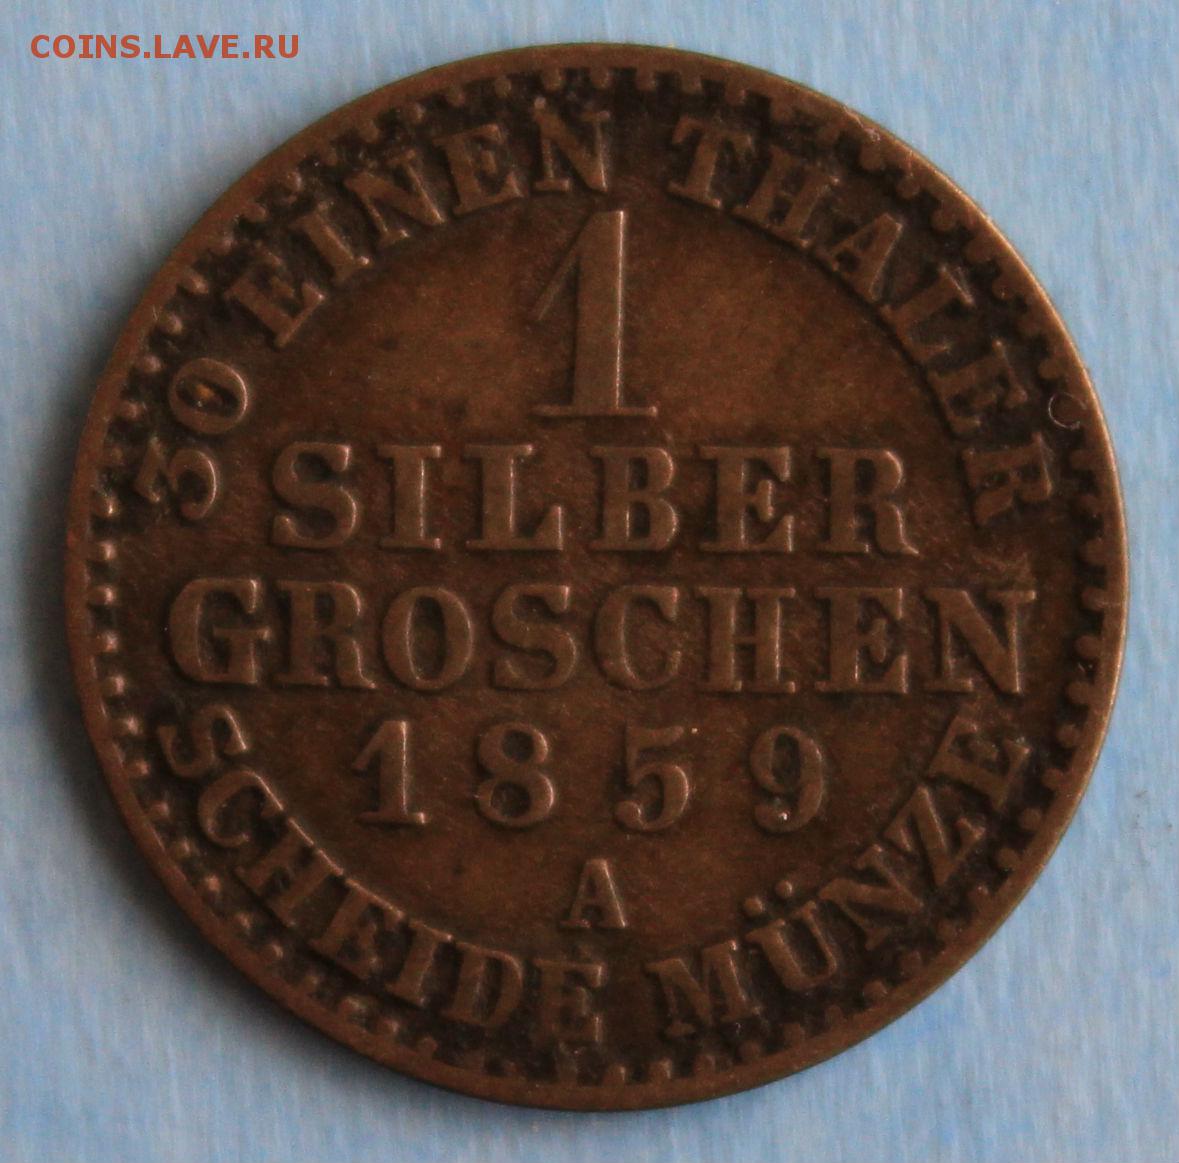 COINS.LAVE.RU
30 EINEN THALER
1
SILBER
GROSCHEN
1859
A
SCHEIDE MÜNZE